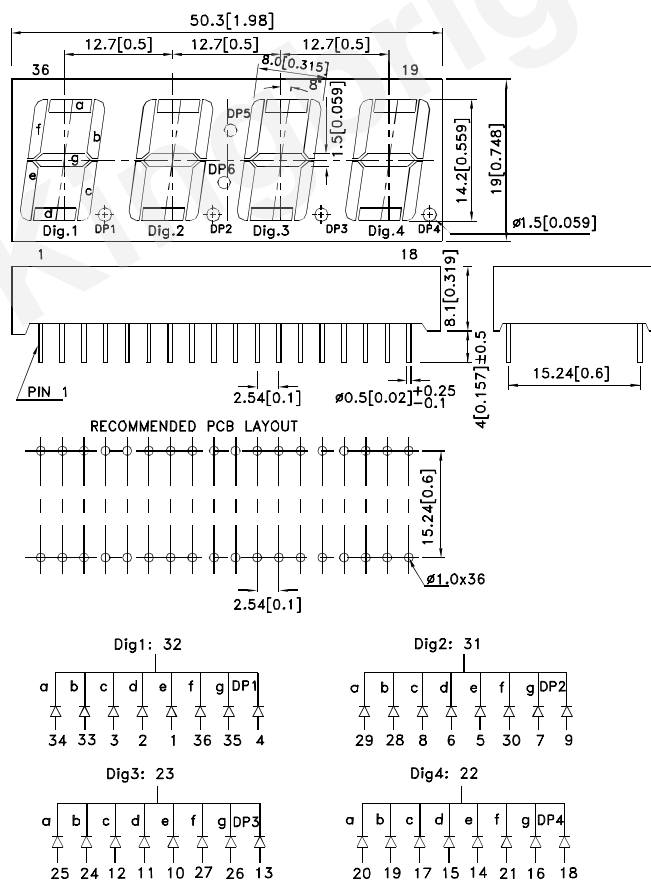 50.3[1.98]
12.7[0.5] 12.7[0.5] 12.7[0.5]
8.0[0.315]
36 19
8°
a
DP5
f
b
1.5[0.059]
g
14.2[0.559]
19[0.748]
DP6
e
c
d
DP1 DP2 DP3 DP4
Dig.1 Dig.2 Dig.3 Dig.4
ø1.5[0.059]
1 18
8.1[0.319]
PIN 1
2.54[0.1]
ø0.5[0.02]+0.25
−0.1
4[0.157]±0.5
15.24[0.6]
RECOMMENDED PCB LAYOUT
15.24[0.6]
ø1.0x36
2.54[0.1]
Dig1: 32
a b c d e f g DP1
34 33 3 2 1 36 35 4
Dig2: 31
a b c d e f g DP2
29 28 8 6 5 30 7 9
Dig3: 23
a b c d e f g DP3
25 24 12 11 10 27 26 13
Dig4: 22
a b c d e f g DP4
20 19 17 15 14 21 16 18